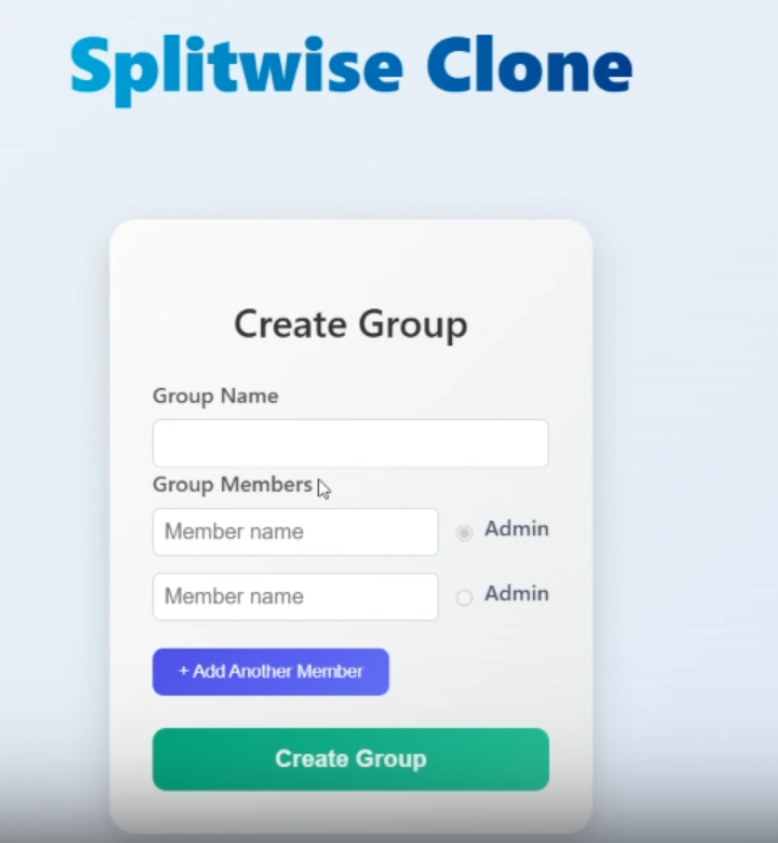 Splitwise Clone
Create Group
Group Name
Group Members
Member name Admin
Member name Admin
+ Add Another Member
Create Group